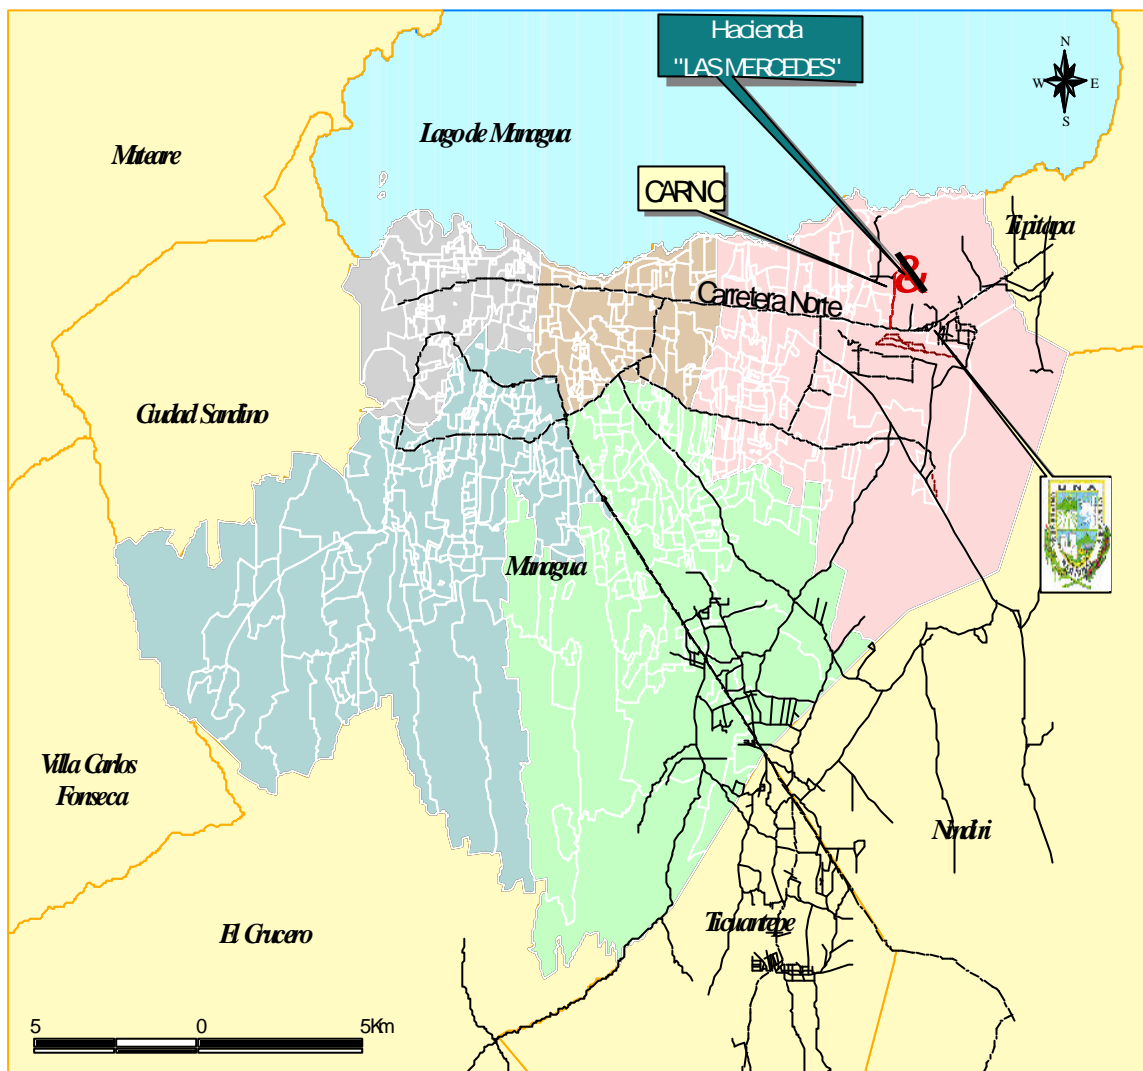 Hacienda
"LAS MERCEDES"
N
W
E
S
Lago de Managua
Mateare
CARNIC
Tipitapa
Carretera Norte
Ciudad Sandino
UNA
Managua
Villa Carlos
Fonseca
Nindiri
El Crucero
Ticuantepe
5
0
5Km